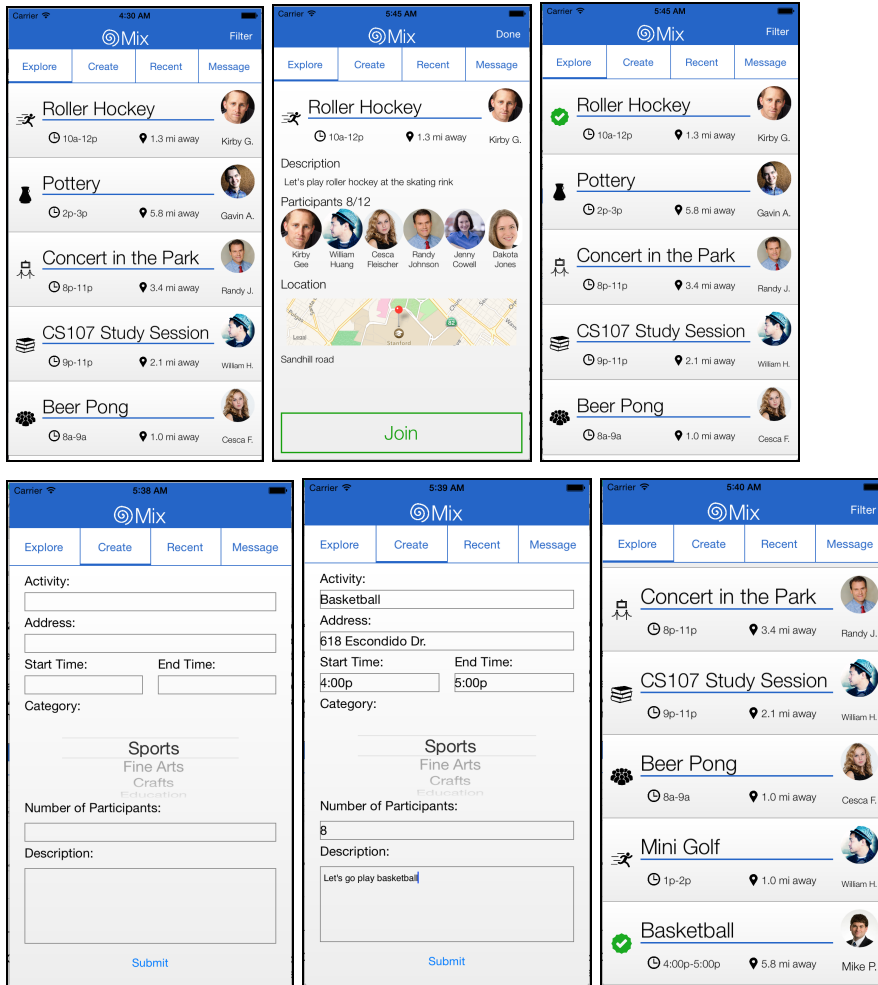 Carrier 4:30 AM
Mix Filter
Explore Create Recent Message
Roller Hockey
10a-12p 1.3 mi away Kirby G.
Pottery
2p-3p 5.8 mi away Gavin A.
Concert in the Park
8p-11p 3.4 mi away Randy J.
CS107 Study Session
9p-11p 2.1 mi away William H.
Beer Pong
8a-9a 1.0 mi away Cesca F.
Carrier 5:45 AM
Mix Done
Explore Create Recent Message
Roller Hockey
10a-12p 1.3 mi away Kirby G.
Description
Let's play roller hockey at the skating rink
Participants 8/12
Kirby Gee William Huang Cesca Fleischer Randy Johnson Jenny Cowell Dakota Jones
Location
Legal Stanford 82
Sandhill road
Join
Carrier 5:45 AM
Mix Filter
Explore Create Recent Message
Roller Hockey
10a-12p 1.3 mi away Kirby G.
Pottery
2p-3p 5.8 mi away Gavin A.
Concert in the Park
8p-11p 3.4 mi away Randy J.
CS107 Study Session
9p-11p 2.1 mi away William H.
Beer Pong
8a-9a 1.0 mi away Cesca F.
Carrier 5:38 AM
Mix
Explore Create Recent Message
Activity:
Address:
Start Time: End Time:
Category:
Sports
Fine Arts
Crafts
Education
Number of Participants:
Description:
Submit
Carrier 5:39 AM
Mix
Explore Create Recent Message
Activity:
Basketball
Address:
618 Escondido Dr.
Start Time: End Time:
4:00p 5:00p
Category:
Sports
Fine Arts
Crafts
Education
Number of Participants:
8
Description:
Let's go play basketball
Submit
Carrier 5:40 AM
Mix Filter
Explore Create Recent Message
Concert in the Park
8p-11p 3.4 mi away Randy J.
CS107 Study Session
9p-11p 2.1 mi away William H.
Beer Pong
8a-9a 1.0 mi away Cesca F.
Mini Golf
1p-2p 1.0 mi away William H.
Basketball
4:00p-5:00p 5.8 mi away Mike P.